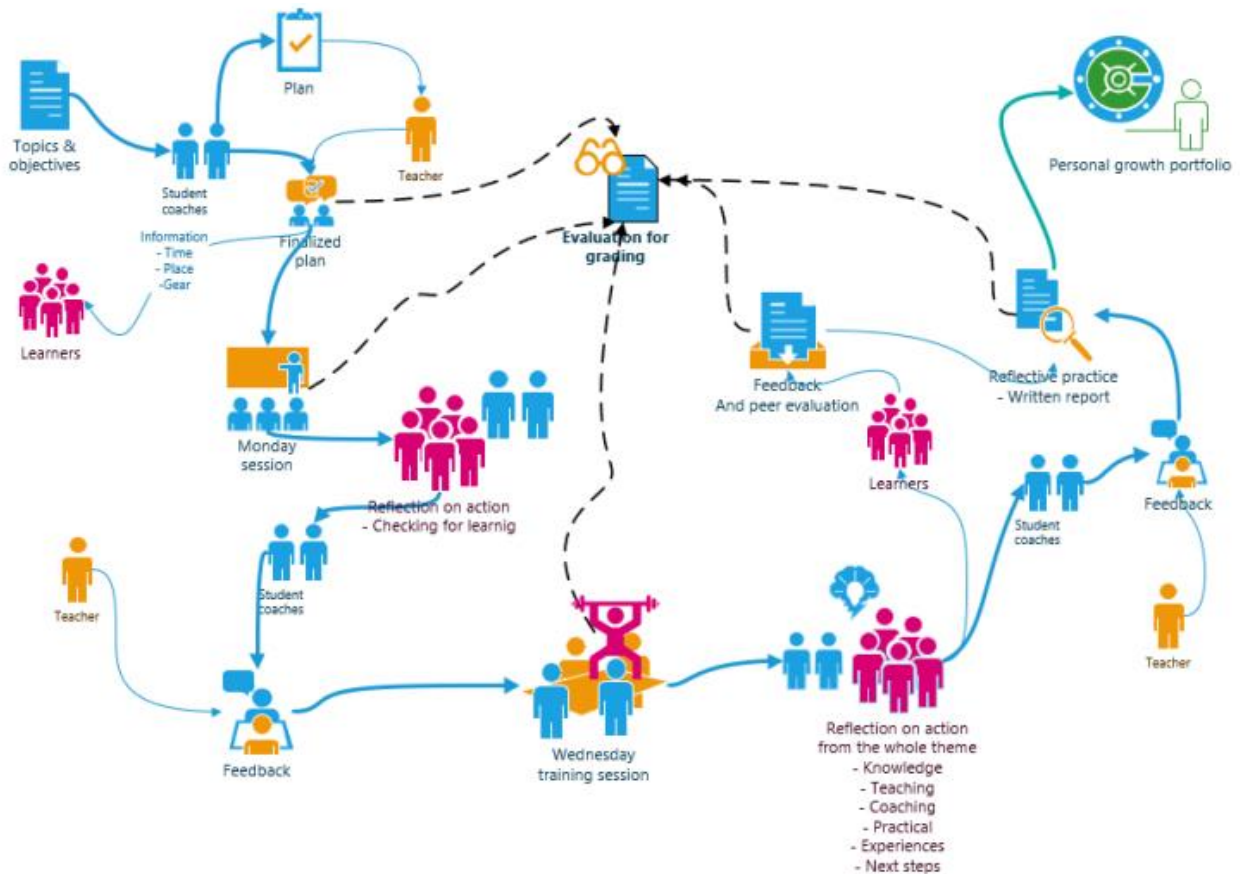 Plan
Topics &
objectives
Student
coaches
Teacher
Information
- Time
- Place
-Gear
Finalized
plan
Learners
Evaluation for
grading
Personal growth portfolio
Monday
session
Reflection on action
- Checking for learnig
Feedback
And peer evaluation
Learners
Reflective practice
- Written report
Student
coaches
Feedback
Teacher
Student
coaches
Teacher
Feedback
Wednesday
training session
Reflection on action
from the whole theme
- Knowledge
- Teaching
- Coaching
- Practical
- Experiences
- Next steps